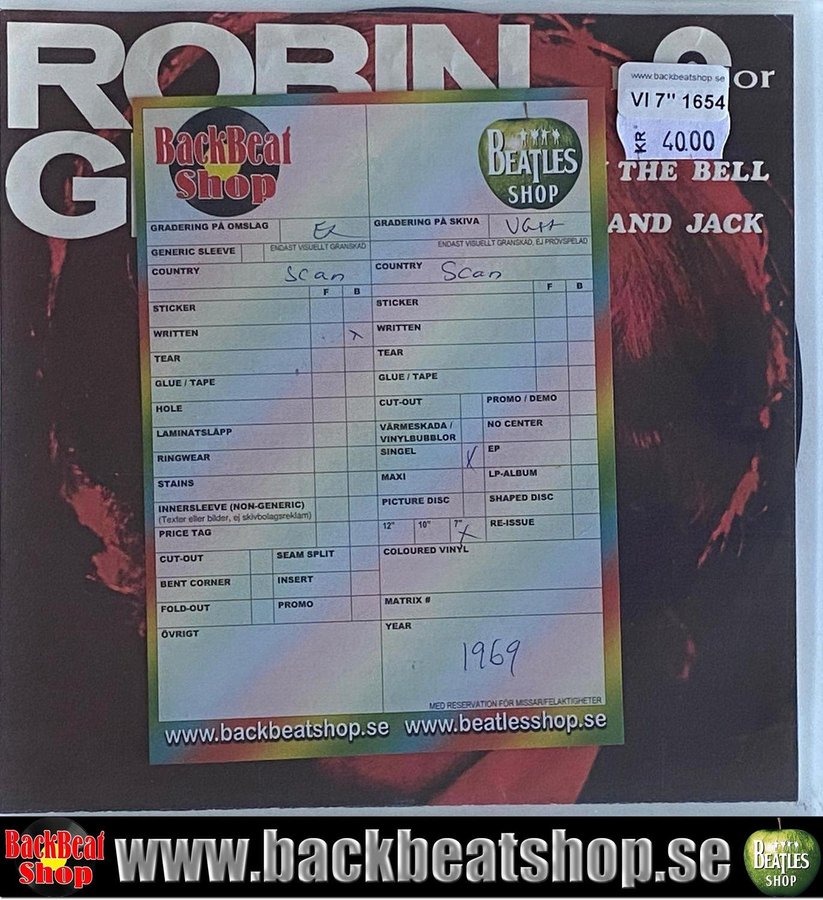 ROBIN
G
or
www.backbeatshop.se
VI 7" 1654
KR 40.00
THE BELL
AND JACK
BackBeat
Shop
BEATLES
SHOP
GRADERING PÅ OMSLAG Ex
GRADERING PÅ SKIVA VG++
GENERIC SLEEVE
ENDAST VISUELLT GRANSKAD
ENDAST VISUELLT GRANSKAD, EJ PROVSPELAD
COUNTRY Scan
COUNTRY Scan
F B
F B
STICKER
STICKER
WRITTEN x
WRITTEN
TEAR
TEAR
GLUE / TAPE
GLUE / TAPE
HOLE
CUT-OUT
PROMO / DEMO
LAMINATSLÄPP
VÄRMESKADA /
VINYLBUBBLOR
NO CENTER
RINGWEAR
SINGEL X
EP
STAINS
MAXI
LP-ALBUM
INNERSLEEVE (NON-GENERIC)
(Texter eller bilder, ej skivbolagsreklam)
PICTURE DISC
SHAPED DISC
PRICE TAG
12" 10" 7" X
RE-ISSUE
CUT-OUT
SEAM SPLIT
COLOURED VINYL
BENT CORNER
INSERT
FOLD-OUT
PROMO
MATRIX #
ÖVRIGT
YEAR
1969
MED RESERVATION FÖR MISSAR/FELAKTIGHETER
www.backbeatshop.se www.beatlesshop.se
BackBeat
Shop
www.backbeatshop.se
BEATLES
SHOP